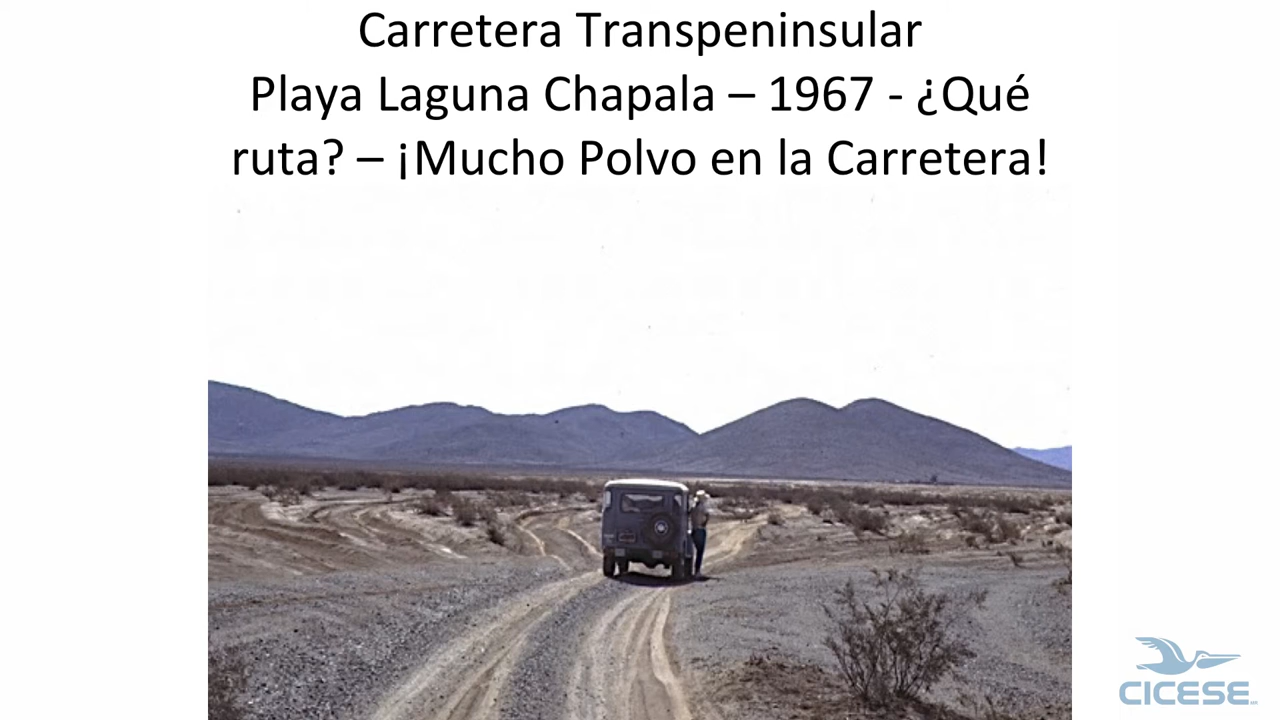 Carretera Transpeninsular
Playa Laguna Chapala – 1967 - ¿Qué
ruta? – ¡Mucho Polvo en la Carretera!
CICESE